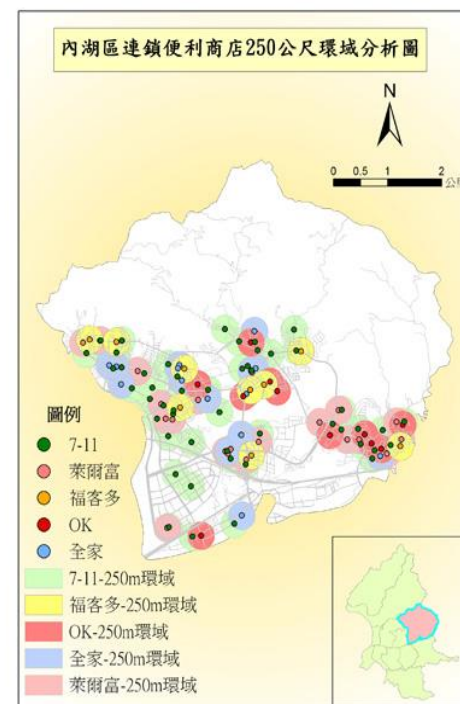 內湖區連鎖便利商店250公尺環域分析圖
N
0 0.5 1 2
公里
圖例
7-11
萊爾富
福客多
OK
全家
7-11-250m環域
福客多-250m環域
OK-250m環域
全家-250m環域
萊爾富-250m環域